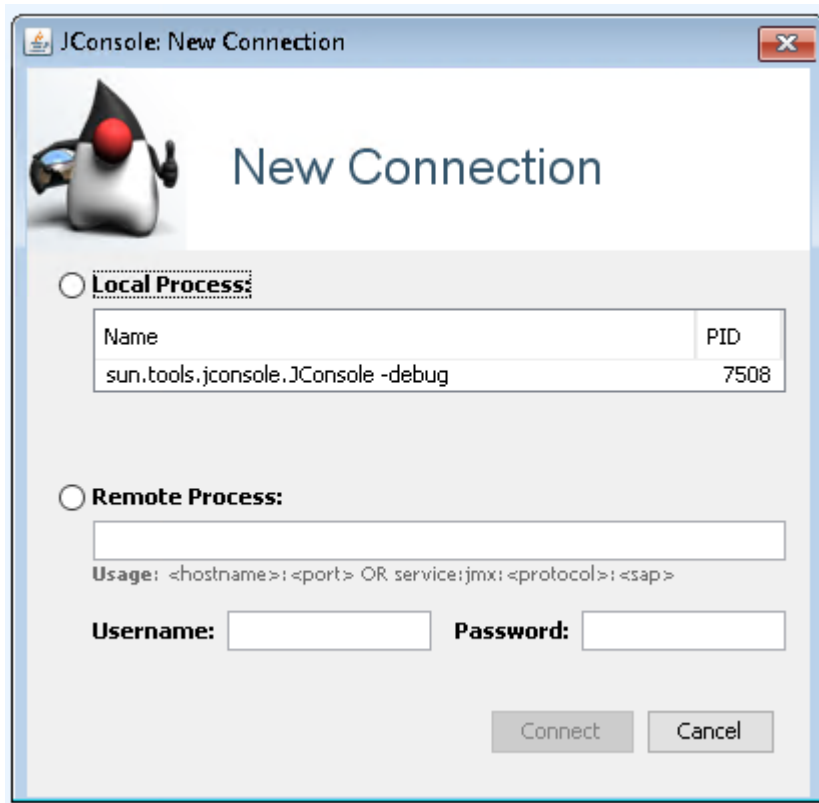 JConsole: New Connection
New Connection
Local Process:
Name PID
sun.tools.jconsole.JConsole -debug 7508
Remote Process:
Usage: <hostname>:<port> OR service:jmx:<protocol>:<sap>
Username: Password:
Connect Cancel